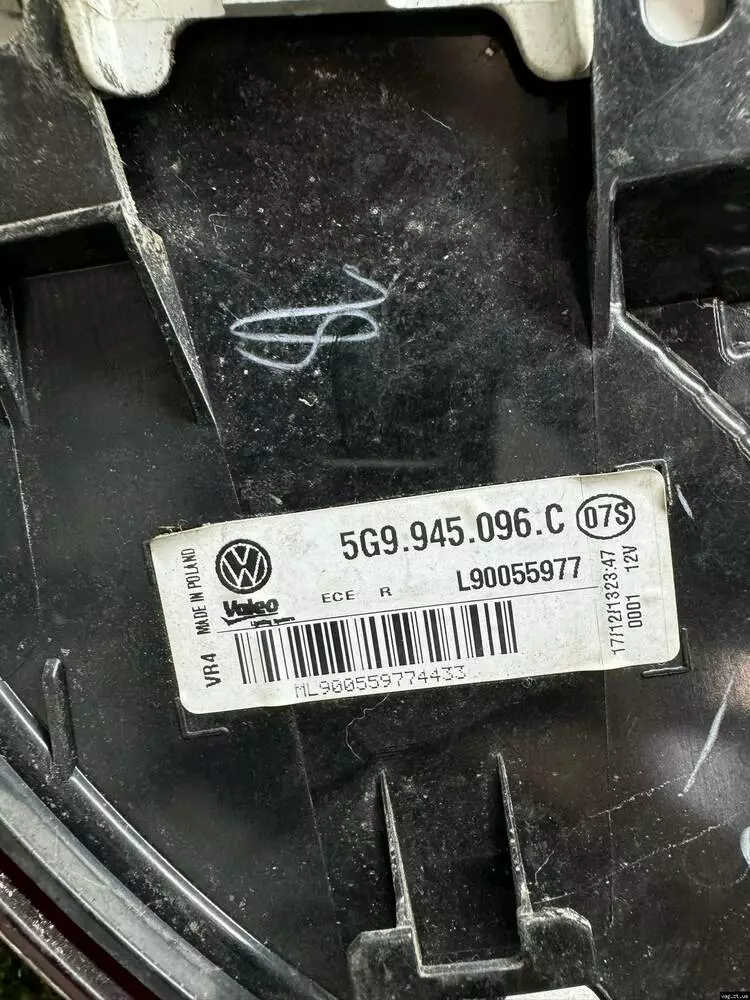 5G9.945.096.C 07S
MADE IN POLAND
Valeo
ECE R L90055977
17/12/13 23:47
0001 12V
VR4
ML900559774433
vag.zt.ua